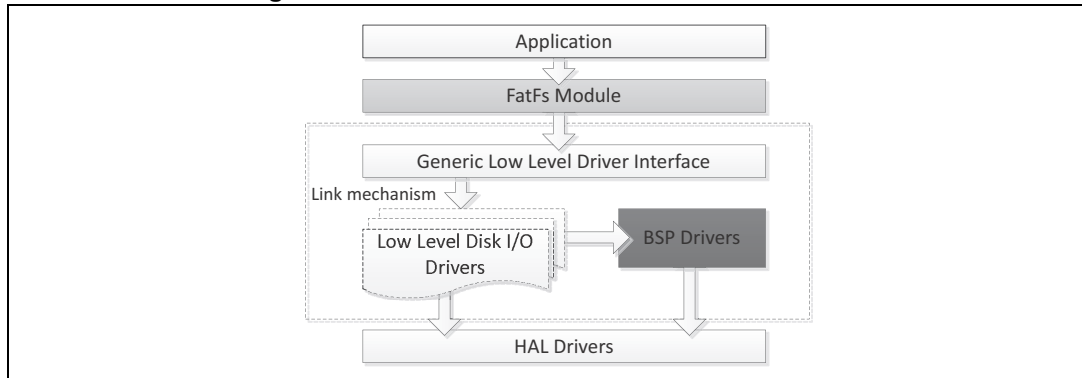 Application
FatFs Module
Generic Low Level Driver Interface
Link mechanism
Low Level Disk I/O
Drivers
BSP Drivers
HAL Drivers